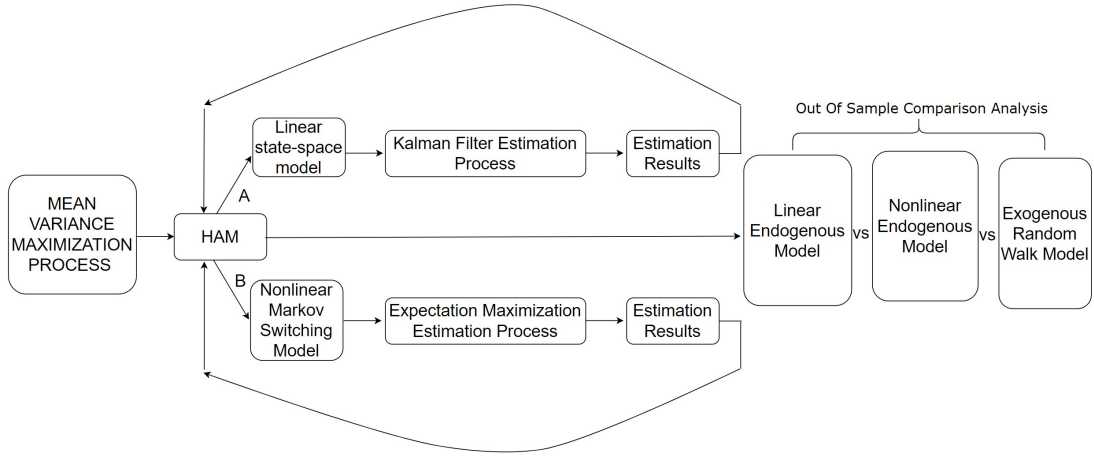 Out Of Sample Comparison Analysis
Linear
state-space
model
Kalman Filter Estimation
Process
Estimation
Results
A
MEAN
VARIANCE
MAXIMIZATION
PROCESS
HAM
Linear
Endogenous
Model
vs
Nonlinear
Endogenous
Model
vs
Exogenous
Random
Walk Model
B
Nonlinear
Markov
Switching
Model
Expectation Maximization
Estimation Process
Estimation
Results